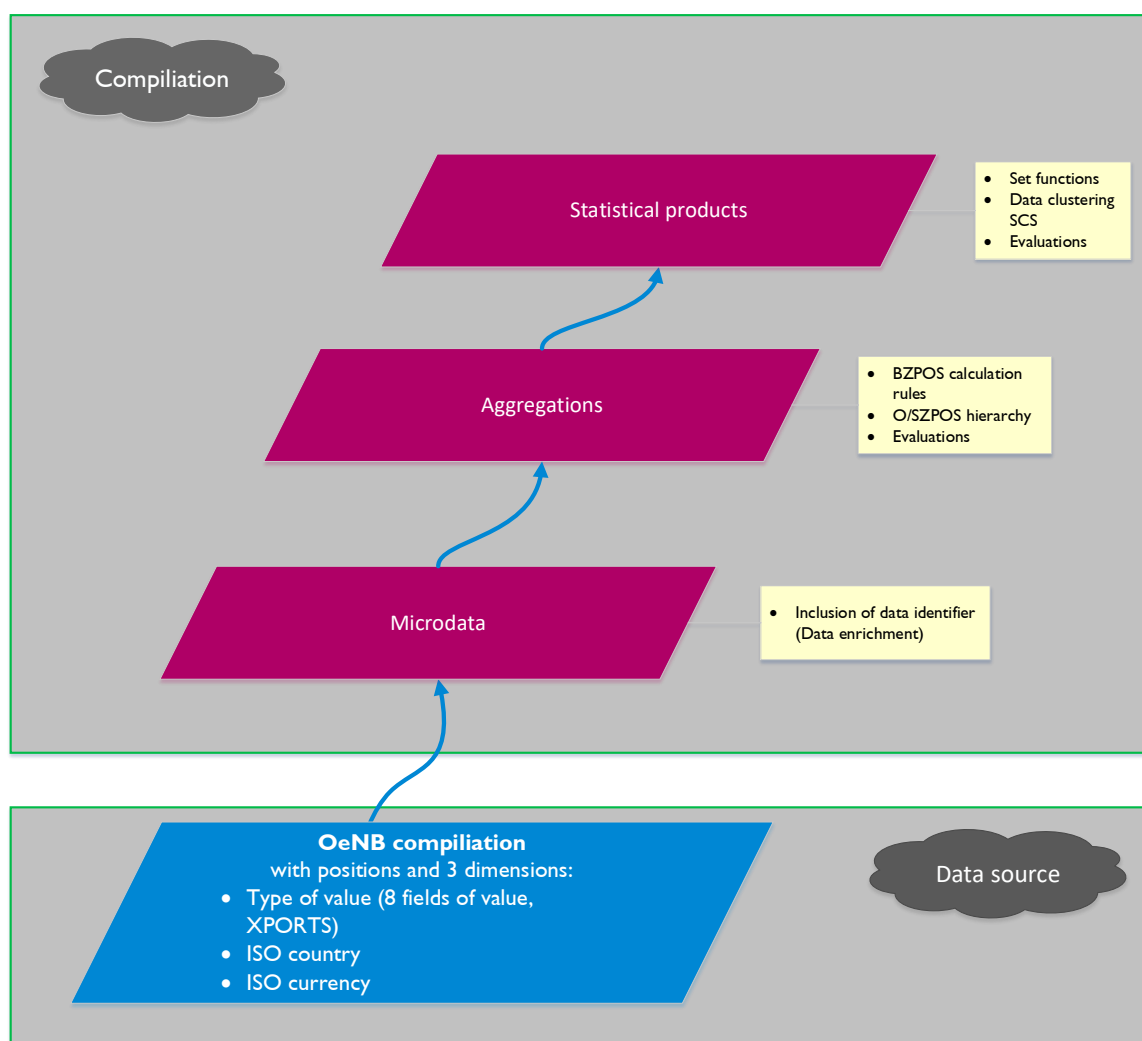 Compiliation
Statistical products
• Set functions
• Data clustering
SCS
• Evaluations
Aggregations
• BZPOS calculation
rules
• O/SZPOS hierarchy
• Evaluations
Microdata
• Inclusion of data identifier
(Data enrichment)
OeNB compiliation
with positions and 3 dimensions:
• Type of value (8 fields of value,
XPORTS)
• ISO country
• ISO currency
Data source